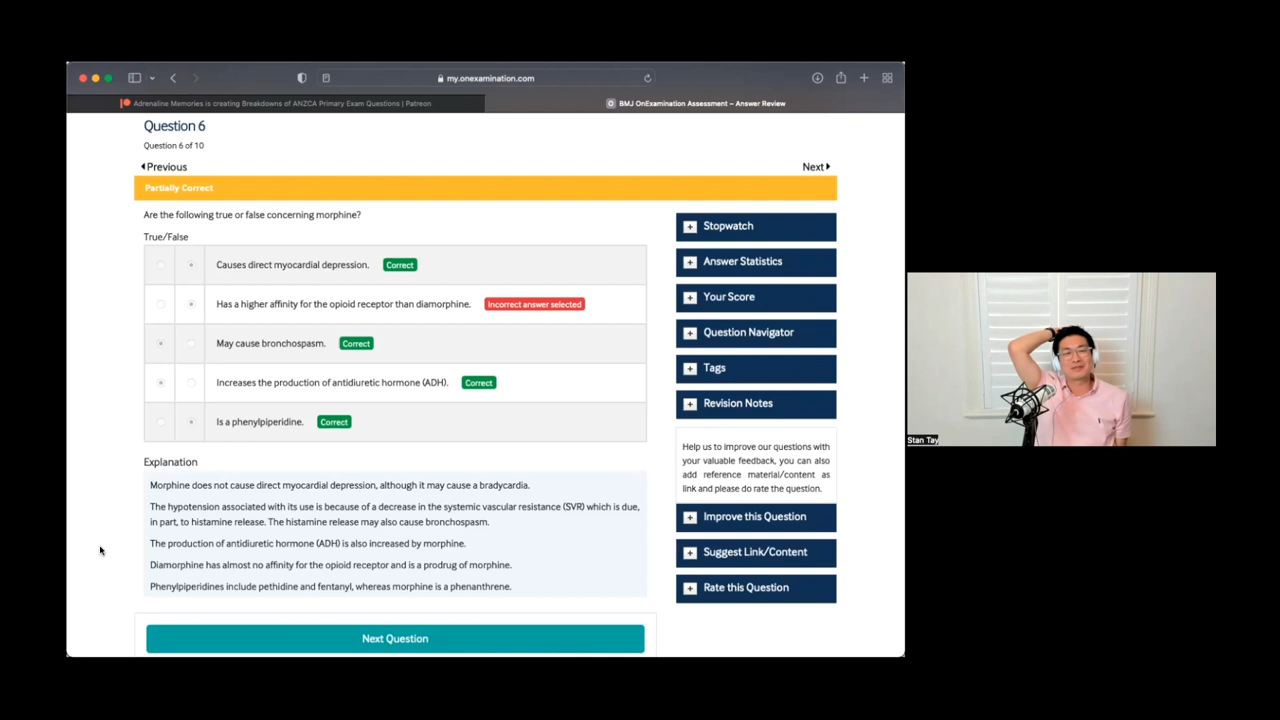 my.onexamination.com
Adrenaline Memories is creating Breakdowns of ANZCA Primary Exam Questions | Patreon
BMJ OnExamination Assessment – Answer Review
Question 6
Question 6 of 10
Previous
Next
Partially Correct
Are the following true or false concerning morphine?
True/False
Causes direct myocardial depression. Correct
Has a higher affinity for the opioid receptor than diamorphine. Incorrect answer selected
May cause bronchospasm. Correct
Increases the production of antidiuretic hormone (ADH). Correct
Is a phenylpiperidine. Correct
Explanation
Morphine does not cause direct myocardial depression, although it may cause a bradycardia.
The hypotension associated with its use is because of a decrease in the systemic vascular resistance (SVR) which is due,
in part, to histamine release. The histamine release may also cause bronchospasm.
The production of antidiuretic hormone (ADH) is also increased by morphine.
Diamorphine has almost no affinity for the opioid receptor and is a prodrug of morphine.
Phenylpiperidines include pethidine and fentanyl, whereas morphine is a phenanthrene.
Next Question
Stopwatch
Answer Statistics
Your Score
Question Navigator
Tags
Revision Notes
Help us to improve our questions with
your valuable feedback, you can also
add reference material/content as
link and please do rate the question.
Improve this Question
Suggest Link/Content
Rate this Question
Stan Tay